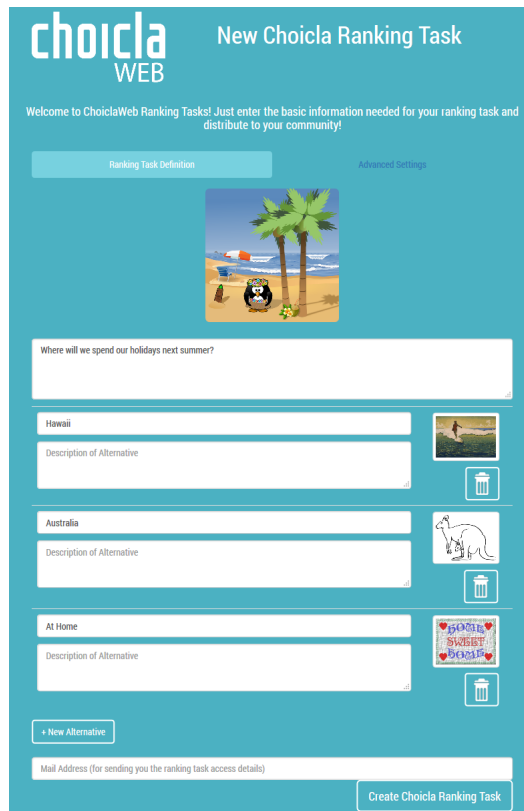 choicla
WEB
New Choicla Ranking Task
Welcome to ChoiclaWeb Ranking Tasks! Just enter the basic information needed for your ranking task and
distribute to your community!
Ranking Task Definition
Advanced Settings
Where will we spend our holidays next summer?
Hawaii
Description of Alternative
Australia
Description of Alternative
At Home
HOME
SWEET
HOME
Description of Alternative
+ New Alternative
Mail Address (for sending you the ranking task access details)
Create Choicla Ranking Task